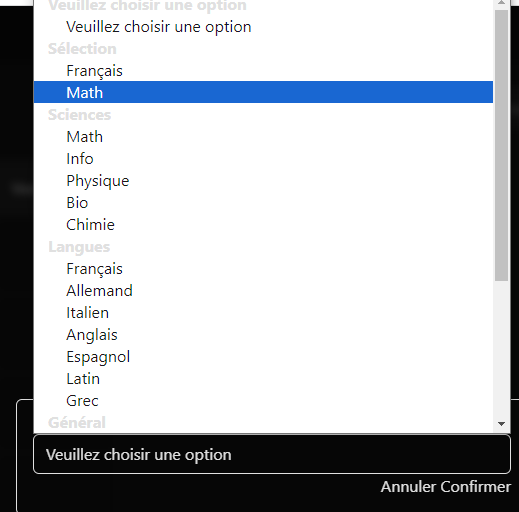 Veuillez choisir une option
Veuillez choisir une option
Sélection
Français
Math
Sciences
Math
Info
Physique
Bio
Chimie
Langues
Français
Allemand
Italien
Anglais
Espagnol
Latin
Grec
Général
Veuillez choisir une option
Annuler Confirmer